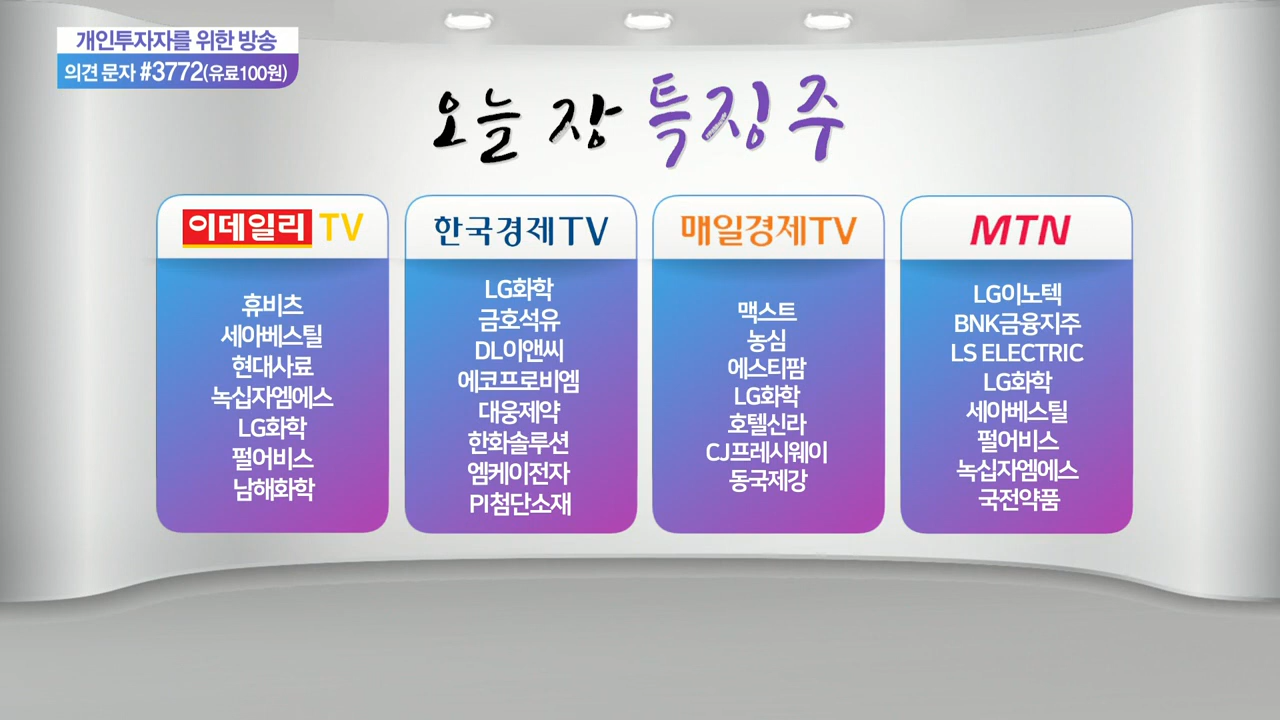 개인투자자를 위한 방송
의견 문자 #3772(유료100원)
오늘 장 특징주
이데일리 TV
휴비츠
세아베스틸
현대사료
녹십자엠에스
LG화학
펄어비스
남해화학
한국경제TV
LG화학
금호석유
DL이앤씨
에코프로비엠
대웅제약
한화솔루션
엠케이전자
PI첨단소재
매일경제TV
맥스트
농심
에스티팜
LG화학
호텔신라
CJ프레시웨이
동국제강
MTN
LG이노텍
BNK금융지주
LS ELECTRIC
LG화학
세아베스틸
펄어비스
녹십자엠에스
국전약품